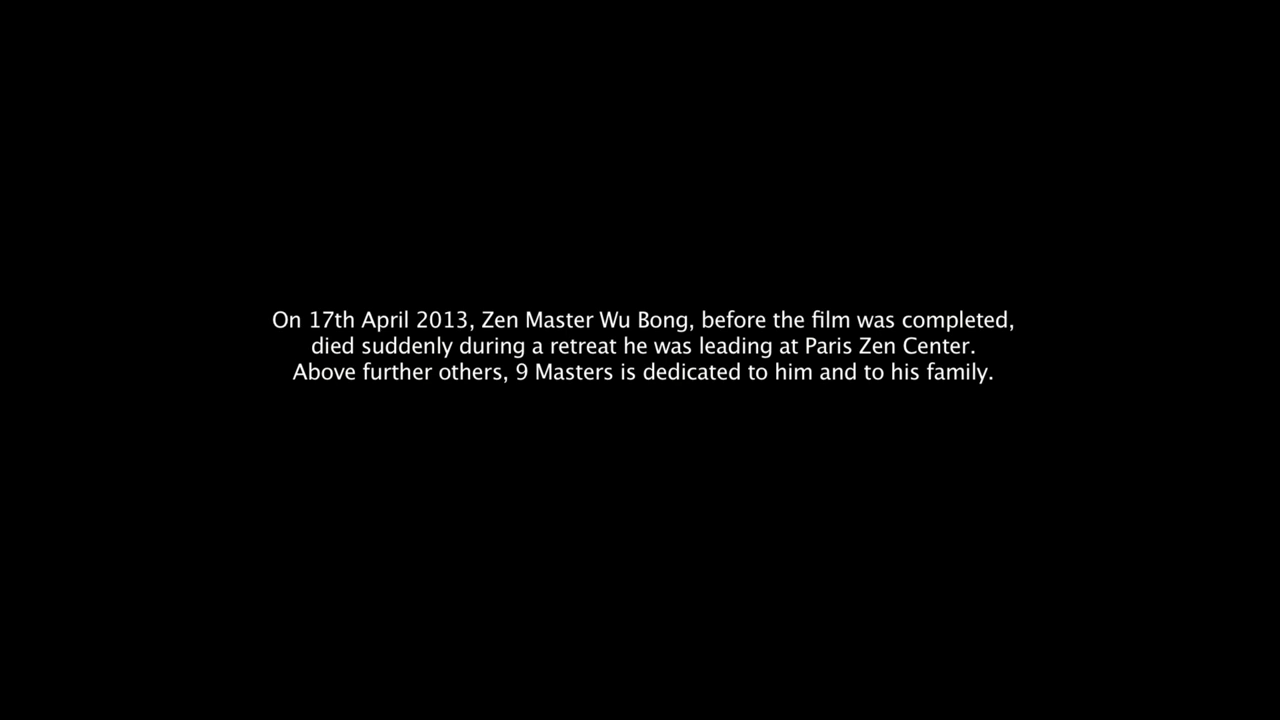 On 17th April 2013, Zen Master Wu Bong, before the film was completed,
died suddenly during a retreat he was leading at Paris Zen Center.
Above further others, 9 Masters is dedicated to him and to his family.